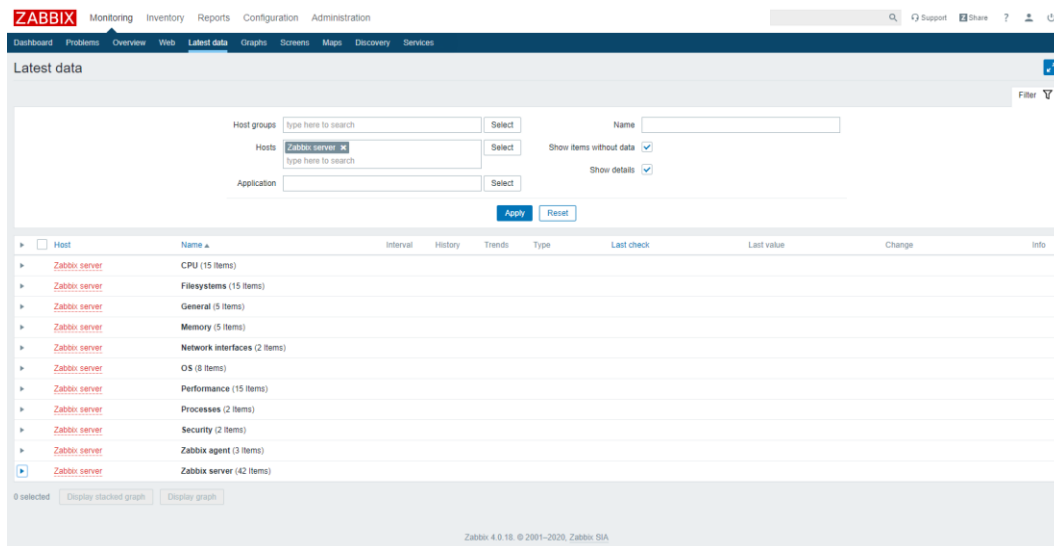 ZABBIX Monitoring Inventory Reports Configuration Administration Support Z Share ?
Dashboard Problems Overview Web Latest data Graphs Screens Maps Discovery Services
Latest data
Filter
Host groups type here to search Select Name
Hosts Zabbix server Select Show items without data
type here to search
Show details
Application Select
Apply Reset
Host Name Interval History Trends Type Last check Last value Change Info
Zabbix server CPU (15 Items)
Zabbix server Filesystems (15 Items)
Zabbix server General (5 Items)
Zabbix server Memory (5 Items)
Zabbix server Network interfaces (2 Items)
Zabbix server OS (8 Items)
Zabbix server Performance (15 Items)
Zabbix server Processes (2 Items)
Zabbix server Security (2 Items)
Zabbix server Zabbix agent (3 Items)
Zabbix server Zabbix server (42 Items)
0 selected Display stacked graph Display graph
Zabbix 4.0.18. © 2001–2020, Zabbix SIA